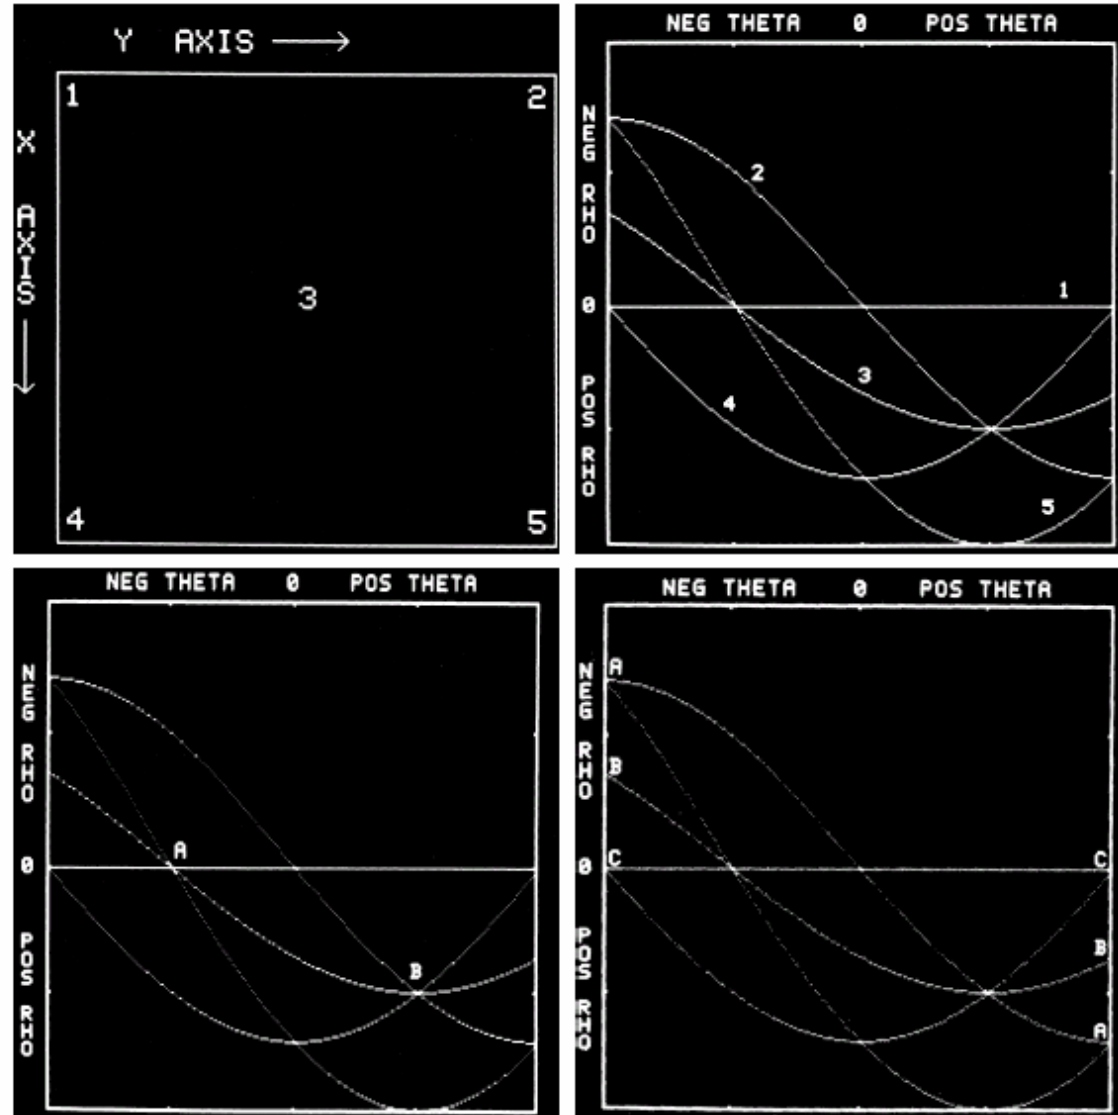 Y AXIS
1
2
X AXIS
3
4
5
NEG THETA 0 POS THETA
NEG RHO
2
1
0
3
4
POS RHO
5
NEG THETA 0 POS THETA
NEG RHO
A
0
B
POS RHO
NEG THETA 0 POS THETA
A
NEG RHO
B
0
C
C
POS RHO
B
A